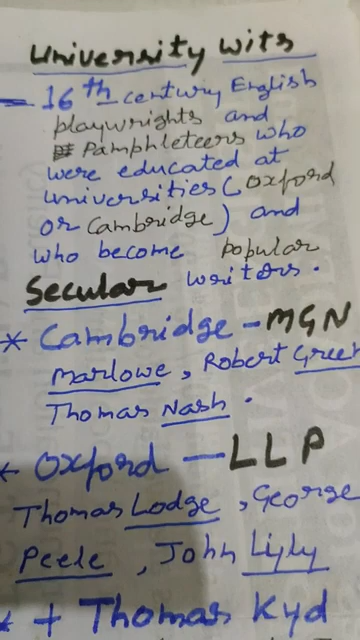 University wits
16th century English
playwrights and
Pamphleteers who
were educated at
universities (Oxford
or Cambridge) and
who become popular
Secular writers.
* Cambridge - MGN
Marlowe, Robert Green
Thomas Nash.
Oxford - LLP
Thomas Lodge, George
Peele, John Lyly
* + Thomas Kyd